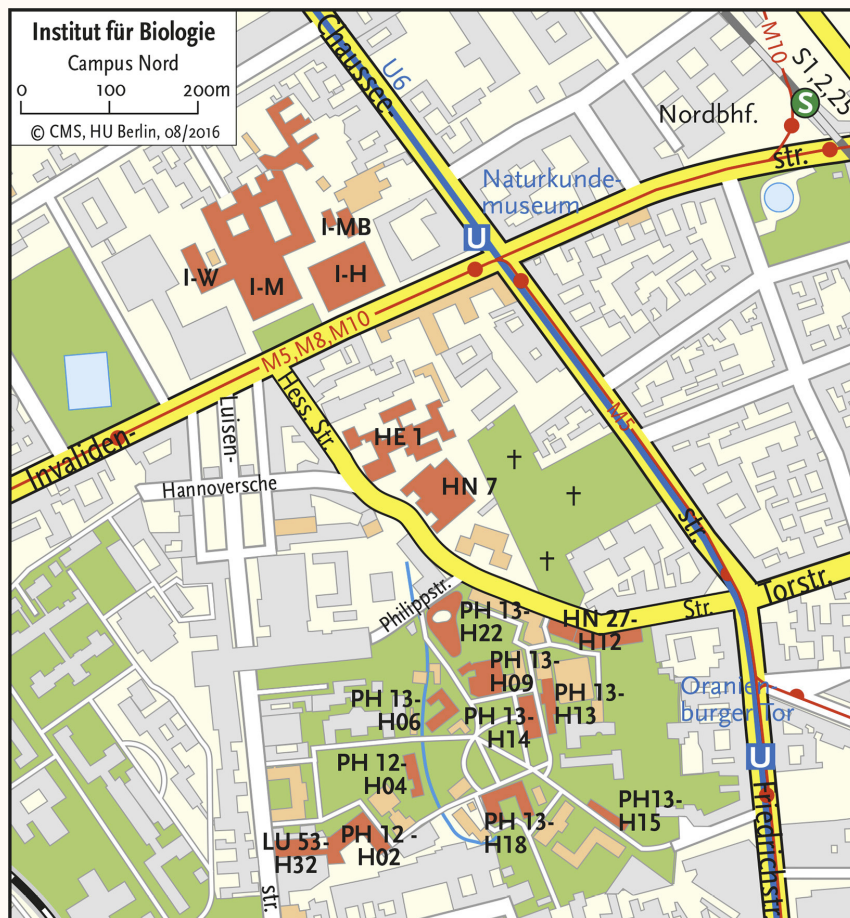 Institut für Biologie
Campus Nord
0 100 200m
© CMS, HU Berlin, 08/2016
Chaussee-
U6
M10
S1,2,25
S
Nordbhf.
str.
Naturkunde-
museum
U
I-MB
I-W
I-M
I-H
M5,M8,M10
Hess. Str.
Luisen-
Invaliden-
Hannoversche
HE 1
HN 7
M5
str.
Torstr.
Str.
Philippstr.
PH 13-
H22
HN 27-
H12
PH 13-
H09
PH 13-
H13
PH 13-
H06
PH 13-
H14
Oranien-
burger Tor
U
PH 12-
H04
PH13-
H15
PH 13-
H18
LU 53-
H32
PH 12 -
H02
str.
Friedrichstr.